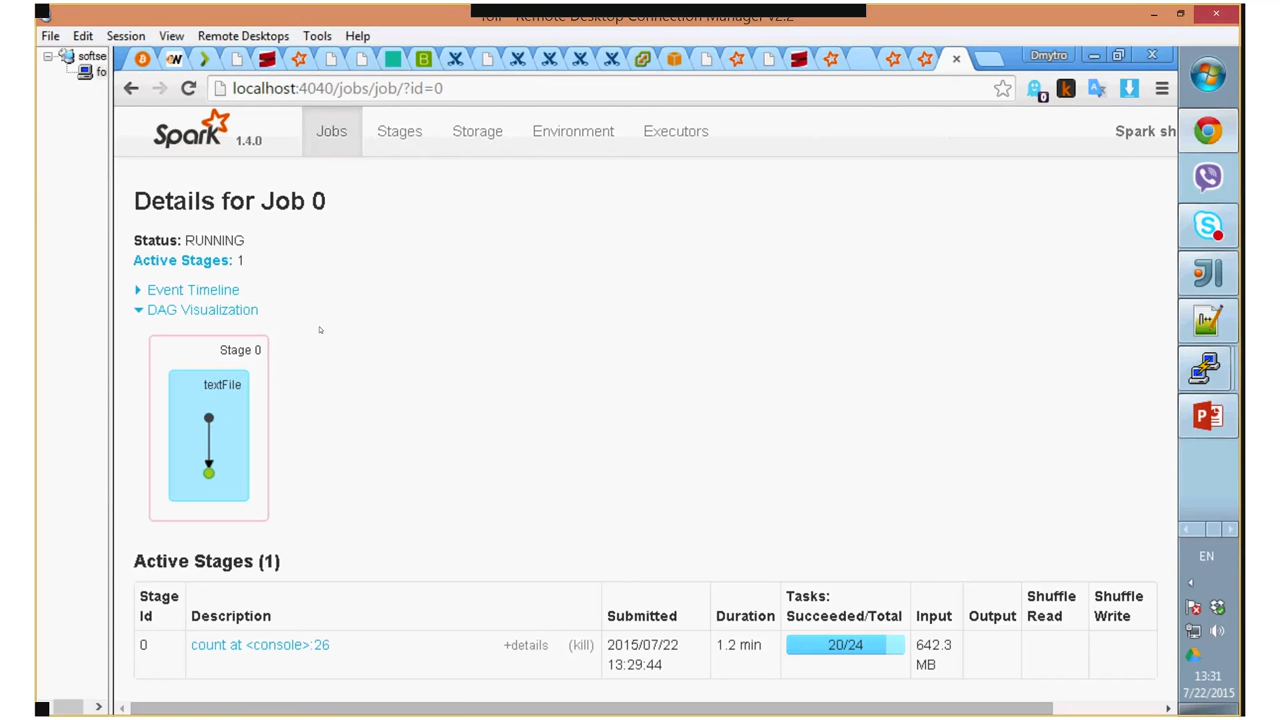 File Edit Session View Remote Desktops Tools Help
softse
fo
Dmytro
localhost:4040/jobs/job/?id=0
Spark 1.4.0 Jobs Stages Storage Environment Executors Spark sh
Details for Job 0
Status: RUNNING
Active Stages: 1
Event Timeline
DAG Visualization
Stage 0
textFile
Active Stages (1)
Stage Id Description Submitted Duration Tasks: Succeeded/Total Input Output Shuffle Read Shuffle Write
0 count at <console>:26 +details (kill) 2015/07/22 13:29:44 1.2 min 20/24 642.3 MB
EN
13:31
7/22/2015